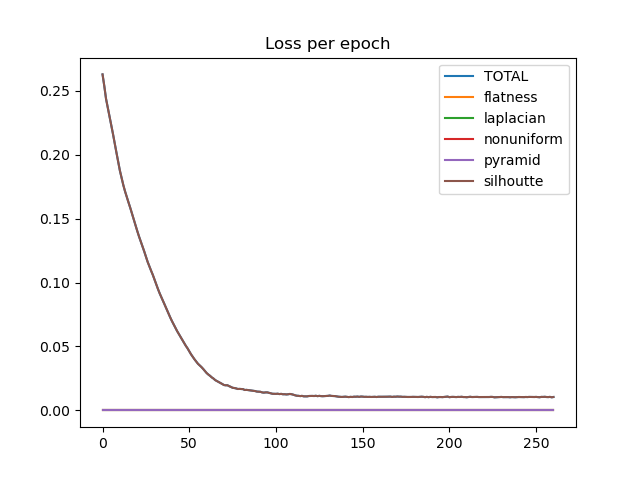 Loss per epoch
TOTAL
flatness
laplacian
nonuniform
pyramid
silhoutte
0.25
0.20
0.15
0.10
0.05
0.00
0
50
100
150
200
250